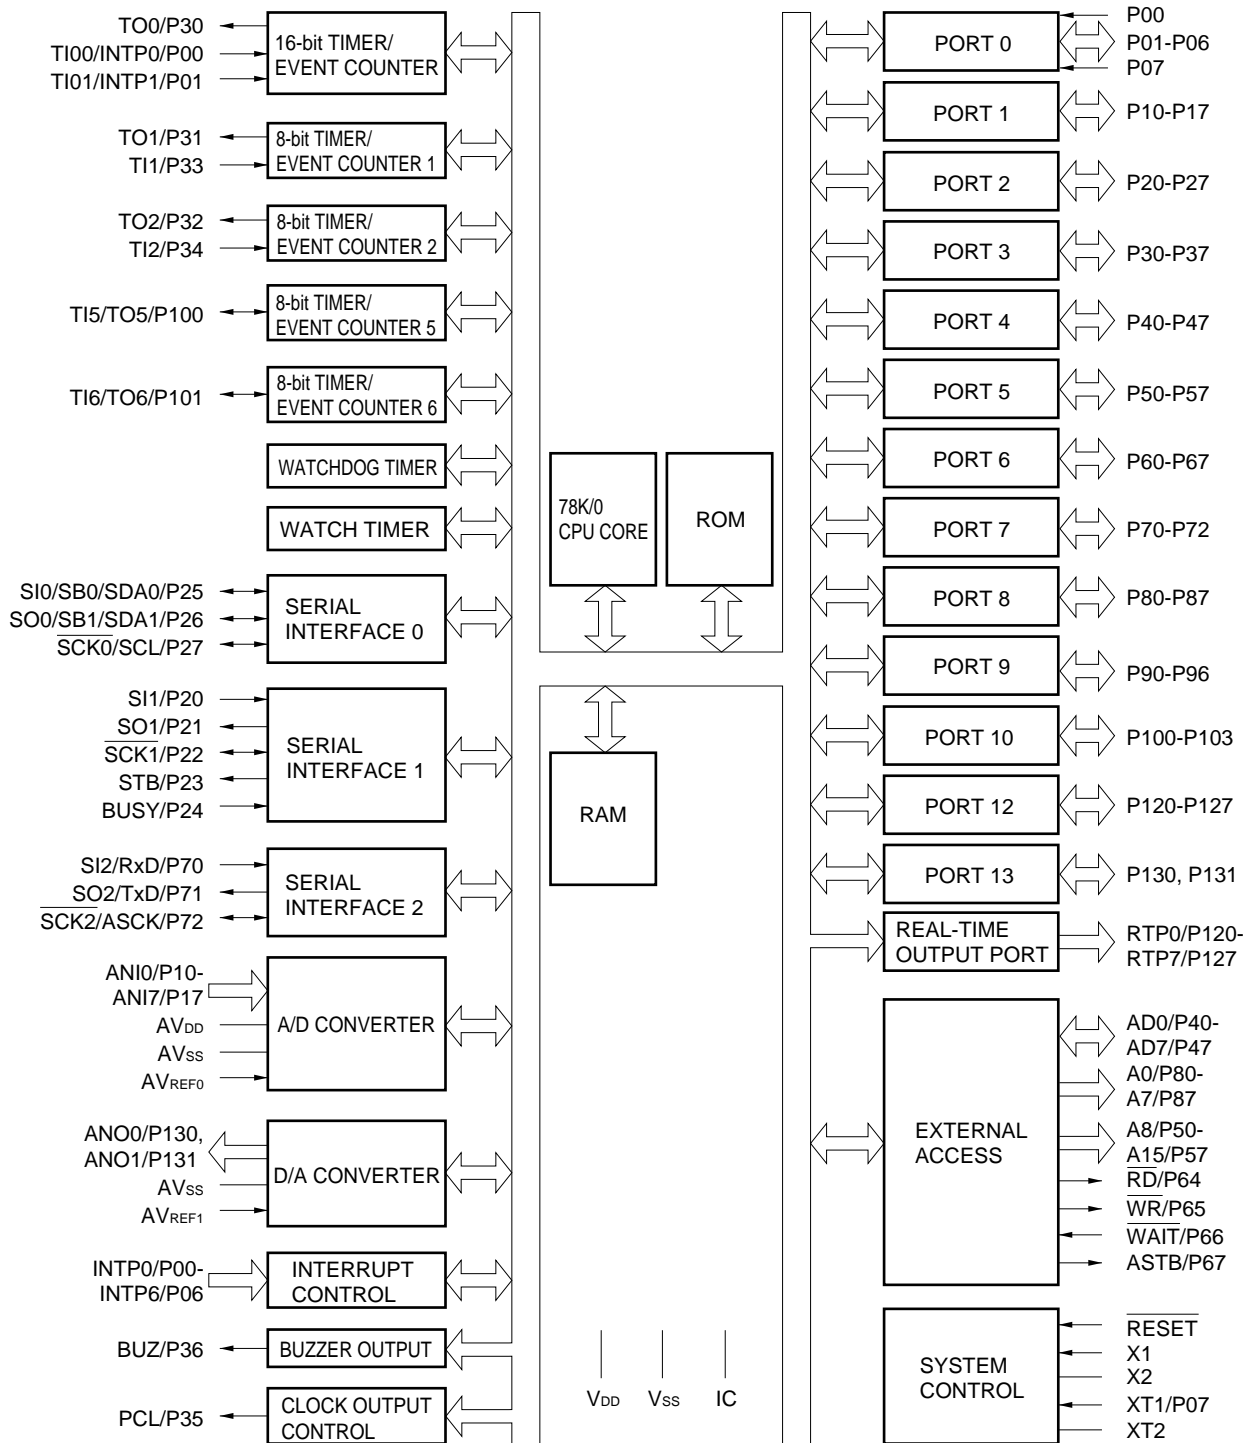 TO0/P30
TI00/INTP0/P00
TI01/INTP1/P01
16-bit TIMER/
EVENT COUNTER
TO1/P31
TI1/P33
8-bit TIMER/
EVENT COUNTER 1
TO2/P32
TI2/P34
8-bit TIMER/
EVENT COUNTER 2
TI5/TO5/P100
8-bit TIMER/
EVENT COUNTER 5
TI6/TO6/P101
8-bit TIMER/
EVENT COUNTER 6
WATCHDOG TIMER
WATCH TIMER
SI0/SB0/SDA0/P25
SO0/SB1/SDA1/P26
SCK0/SCL/P27
SERIAL
INTERFACE 0
SI1/P20
SO1/P21
SCK1/P22
STB/P23
BUSY/P24
SERIAL
INTERFACE 1
SI2/RxD/P70
SO2/TxD/P71
SCK2/ASCK/P72
SERIAL
INTERFACE 2
ANI0/P10-
ANI7/P17
AVDD
AVSS
AVREF0
A/D CONVERTER
ANO0/P130,
ANO1/P131
AVSS
AVREF1
D/A CONVERTER
INTP0/P00-
INTP6/P06
INTERRUPT
CONTROL
BUZ/P36
BUZZER OUTPUT
PCL/P35
CLOCK OUTPUT
CONTROL
78K/0
CPU CORE
ROM
RAM
VDD
VSS
IC
PORT 0
P00
P01-P06
P07
PORT 1
P10-P17
PORT 2
P20-P27
PORT 3
P30-P37
PORT 4
P40-P47
PORT 5
P50-P57
PORT 6
P60-P67
PORT 7
P70-P72
PORT 8
P80-P87
PORT 9
P90-P96
PORT 10
P100-P103
PORT 12
P120-P127
PORT 13
P130, P131
REAL-TIME
OUTPUT PORT
RTP0/P120-
RTP7/P127
EXTERNAL
ACCESS
AD0/P40-
AD7/P47
A0/P80-
A7/P87
A8/P50-
A15/P57
RD/P64
WR/P65
WAIT/P66
ASTB/P67
SYSTEM
CONTROL
RESET
X1
X2
XT1/P07
XT2